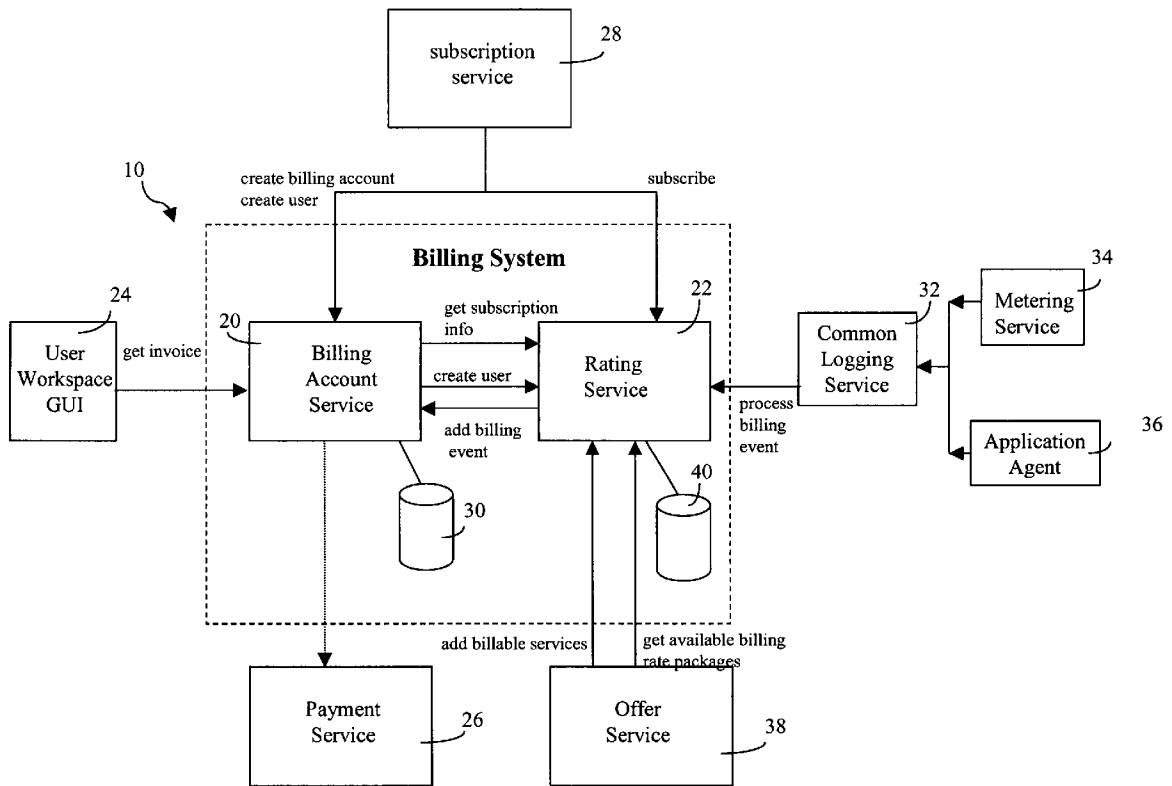 subscription
service
28
10
create billing account
create user
subscribe
Billing System
24
20
22
32
34
get subscription
info
Metering
Service
User
Workspace
GUI
get invoice
Billing
Account
Service
create user
Rating
Service
Common
Logging
Service
add billing
event
process
billing
event
Application
Agent
36
30
40
add billable services
get available billing
rate packages
Payment
Service
26
Offer
Service
38